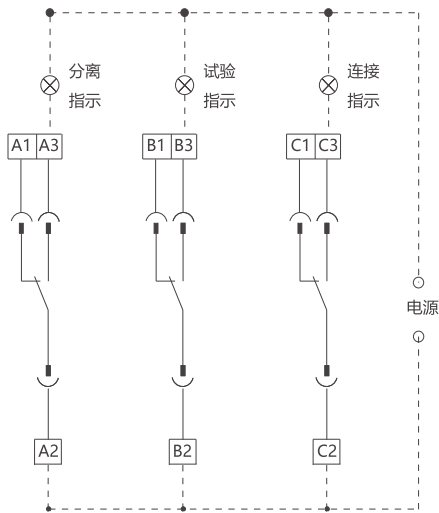 分离 试验 连接
指示 指示 指示
A1 A3 B1 B3 C1 C3
电源
A2 B2 C2